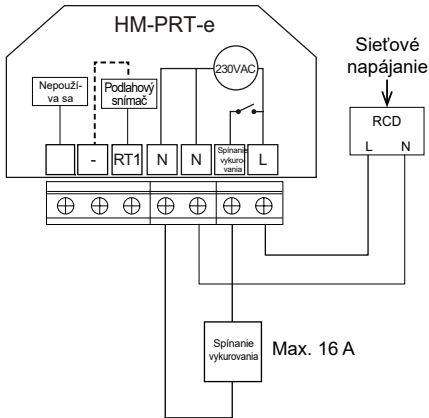 HM-PRT-e
Sieťové
napájanie
230VAC
Nepouží-
va sa
Podlahový
snímač
RCD
L N
- RT1 N N
Spínanie
vykuro-
vania
L
Spínanie
vykurovania
Max. 16 A